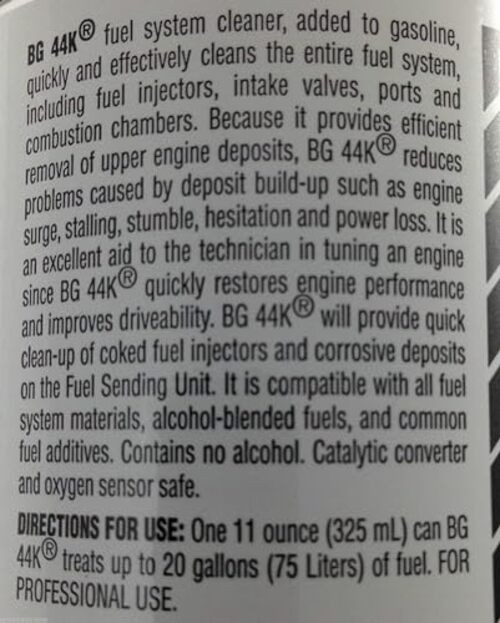 BG 44K® fuel system cleaner, added to gasoline,
quickly and effectively cleans the entire fuel system,
including fuel injectors, intake valves, ports and
combustion chambers. Because it provides efficient
removal of upper engine deposits, BG 44K® reduces
problems caused by deposit build-up such as engine
surge, stalling, stumble, hesitation and power loss. It is
an excellent aid to the technician in tuning an engine
since BG 44K® quickly restores engine performance
and improves driveability. BG 44K® will provide quick
clean-up of coked fuel injectors and corrosive deposits
on the Fuel Sending Unit. It is compatible with all fuel
system materials, alcohol-blended fuels, and common
fuel additives. Contains no alcohol. Catalytic converter
and oxygen sensor safe.
DIRECTIONS FOR USE: One 11 ounce (325 mL) can BG
44K® treats up to 20 gallons (75 Liters) of fuel. FOR
PROFESSIONAL USE.